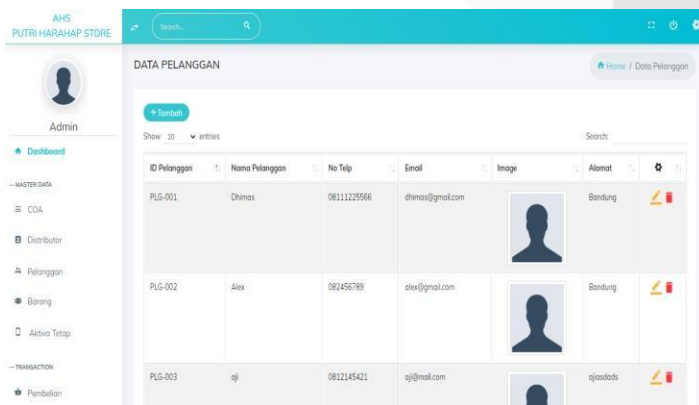 AHS
PUTRI HARAHAP STORE
Search...
Admin
Dashboard
-- MASTER DATA
COA
Distributor
Pelanggan
Barang
Aktiva Tetap
-- TRANSACTION
Pembelian
DATA PELANGGAN
Home / Data Pelanggan
+ Tambah
Show 10 entries
Search:
ID Pelanggan Nama Pelanggan No Telp Email Image Alamat
PLG-001 Dhimas 08111225566 dhimas@gmail.com Bandung
PLG-002 Alex 082456789 alex@gmail.com Bandung
PLG-003 aji 0812145421 aji@mail.com ajiasdads